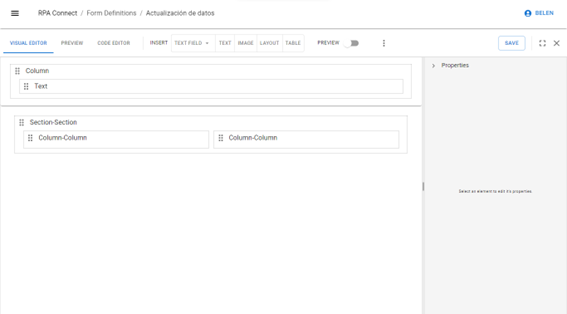 RPA Connect / Form Definitions / Actualización de datos
BELEN
VISUAL EDITOR PREVIEW CODE EDITOR INSERT TEXT FIELD TEXT IMAGE LAYOUT TABLE PREVIEW SAVE
Column
Text
Properties
Section-Section
Column-Column Column-Column
Select an element to edit it's properties.